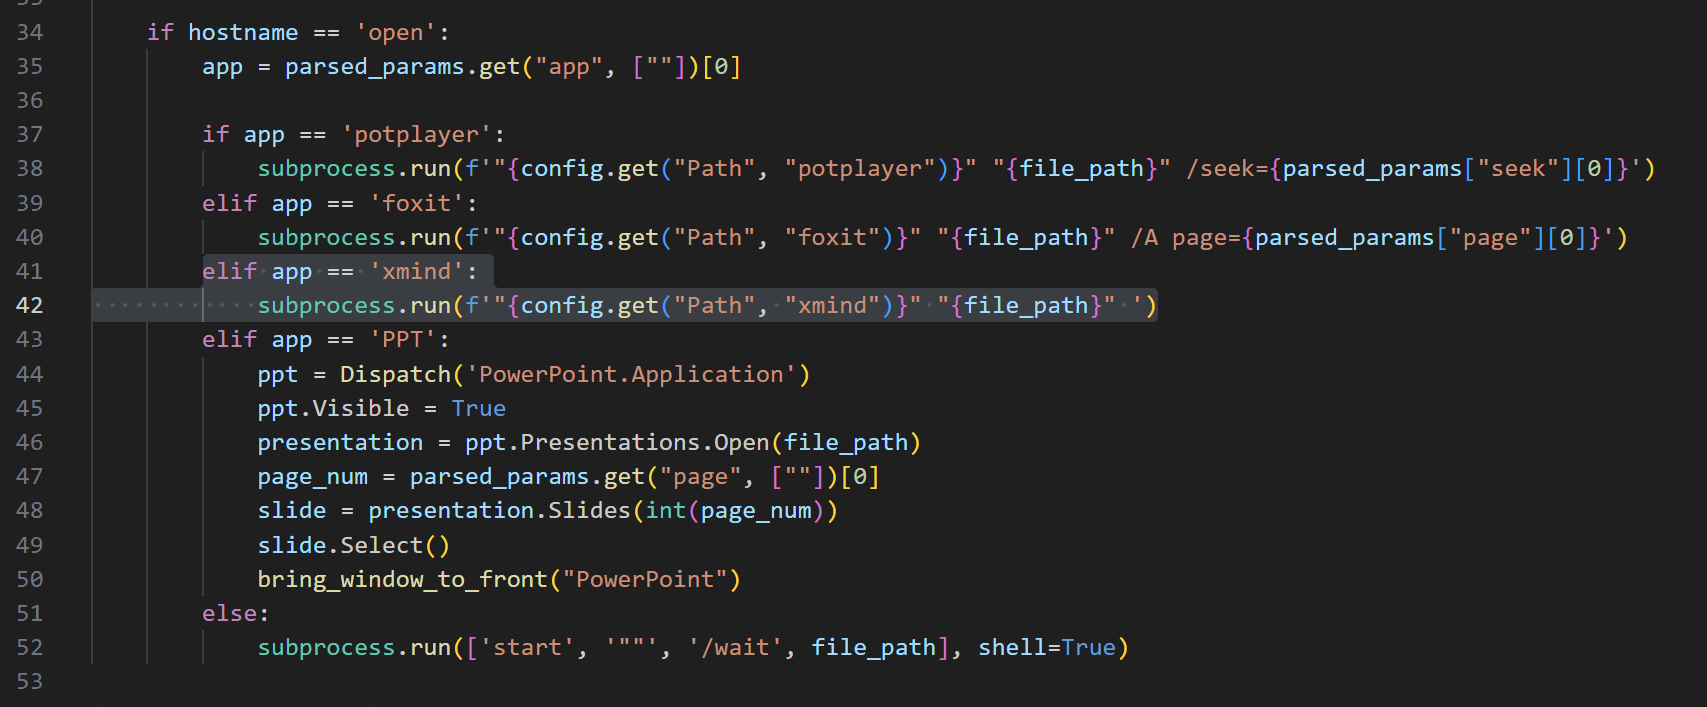 34 if hostname == 'open':
35 app = parsed_params.get("app", [""])[0]
36
37 if app == 'potplayer':
38 subprocess.run(f'"{config.get("Path", "potplayer")}" "{file_path}" /seek={parsed_params["seek"][0]}')
39 elif app == 'foxit':
40 subprocess.run(f'"{config.get("Path", "foxit")}" "{file_path}" /A page={parsed_params["page"][0]}')
41 elif app == 'xmind':
42 subprocess.run(f'"{config.get("Path", "xmind")}" "{file_path}" ')
43 elif app == 'PPT':
44 ppt = Dispatch('PowerPoint.Application')
45 ppt.Visible = True
46 presentation = ppt.Presentations.Open(file_path)
47 page_num = parsed_params.get("page", [""])[0]
48 slide = presentation.Slides(int(page_num))
49 slide.Select()
50 bring_window_to_front("PowerPoint")
51 else:
52 subprocess.run(['start', '""', '/wait', file_path], shell=True)
53